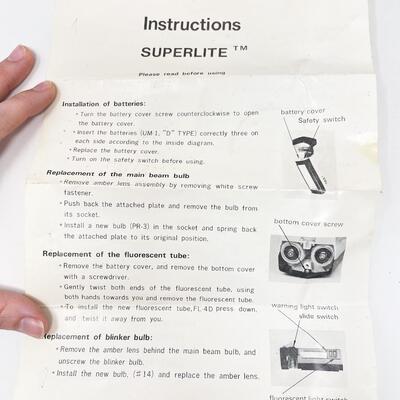 Instructions
SUPERLITE ™
Please read before using
Installation of batteries:
• Turn the battery cover screw counterclockwise to open
the battery cover.
• Insert the batteries (UM-1, "D" TYPE) correctly three on
each side according to the inside diagram.
• Replace the battery cover.
• Turn on the safety switch before using.
battery cover
Safety switch
Replacement of the main beam bulb
• Remove amber lens assembly by removing white screw
fastener.
• Push back the attached plate and remove the bulb from
its socket.
• Install a new bulb (PR-3) in the socket and spring back
the attached plate to its original position.
bottom cover screw
Replacement of the fluorescent tube:
• Remove the battery cover, and remove the bottom cover
with a screwdriver.
• Gently twist both ends of the fluorescent tube, using
both hands towards you and remove the fluorescent tube.
• To install the new fluorescent tube, FL-4D press down,
and twist it away from you.
warning light switch
slide switch
Replacement of blinker bulb:
• Remove the amber lens behind the main beam bulb, and
unscrew the blinker bulb.
• Install the new bulb, (#14) and replace the amber lens.
fluorescent light switch